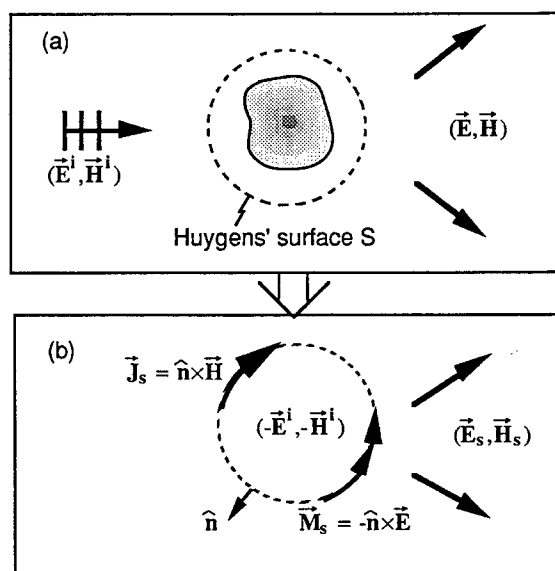 (a)
(E⃗ⁱ,H⃗ⁱ)
(E⃗,H⃗)
Huygens' surface S
(b)
J⃗ₛ = n̂×H⃗
(-E⃗ⁱ,-H⃗ⁱ)
(E⃗ₛ,H⃗ₛ)
n̂
M⃗ₛ = -n̂×E⃗